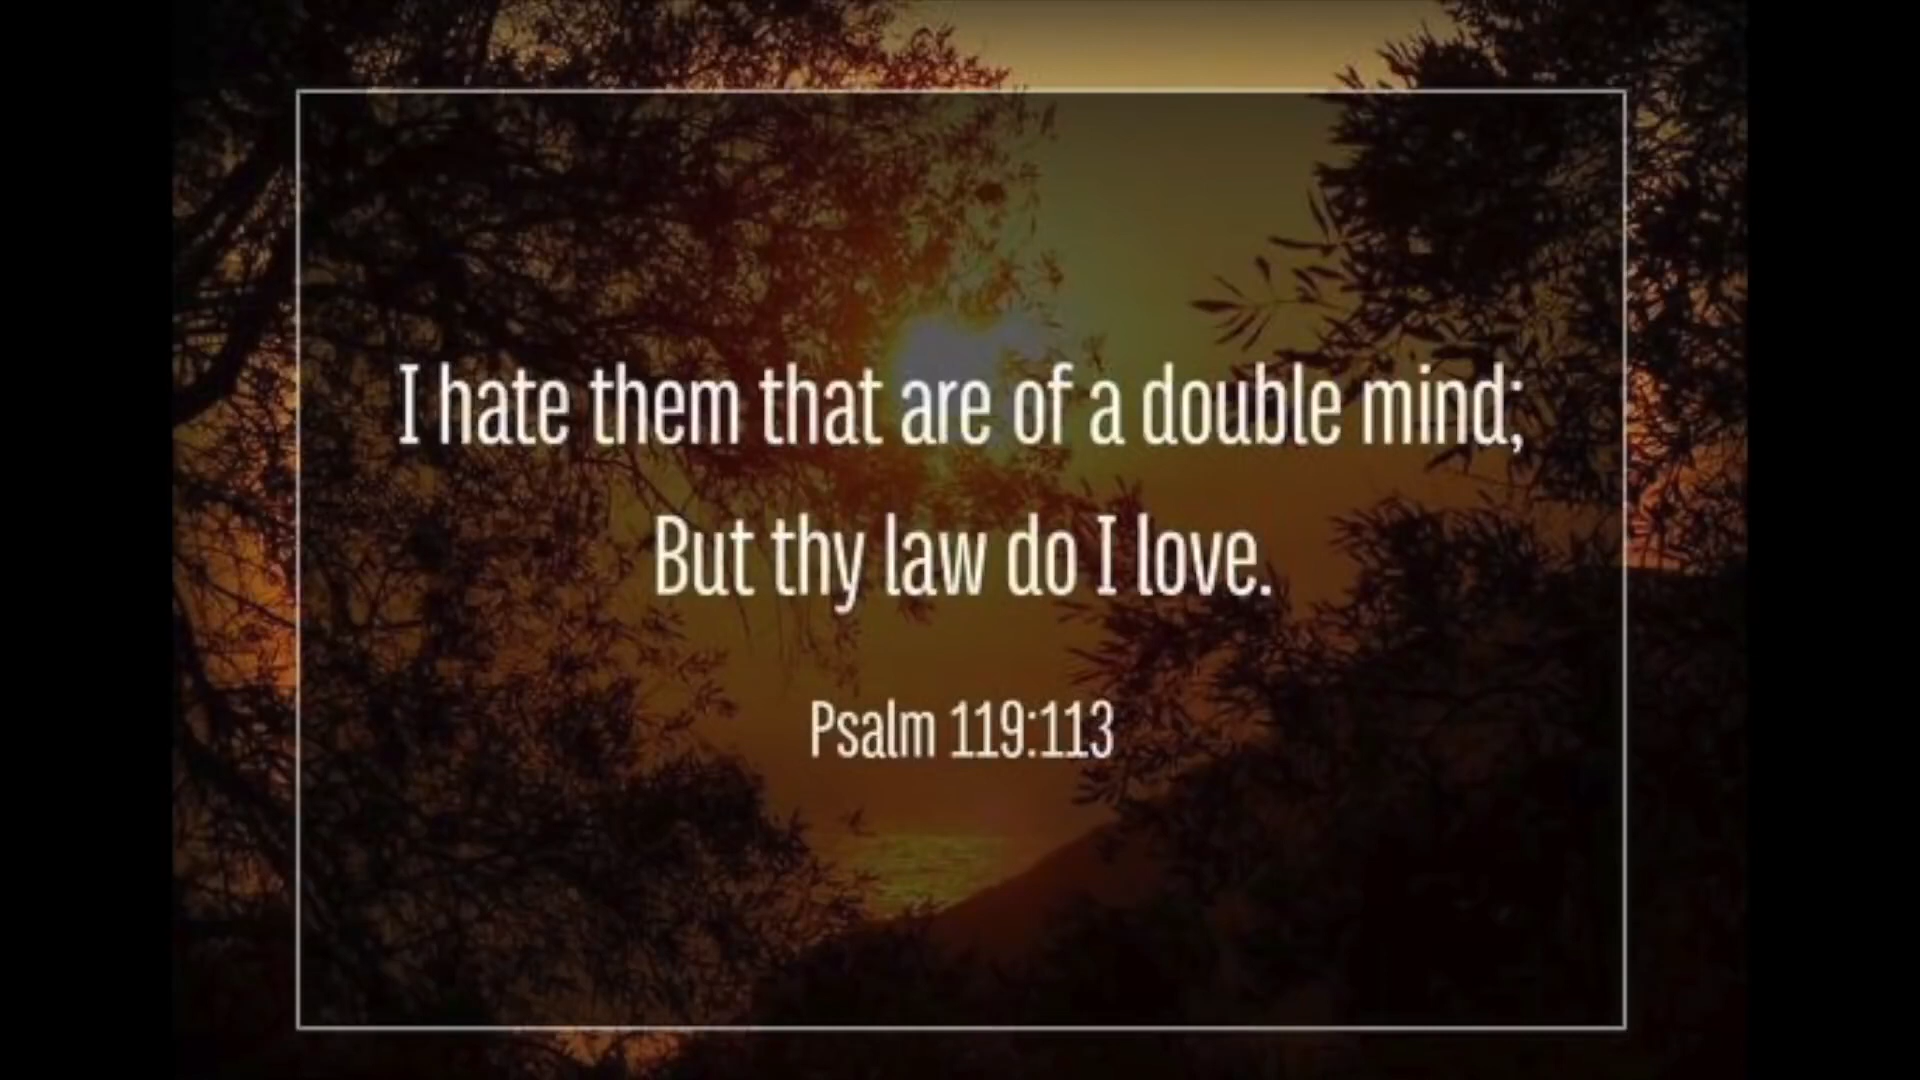 I hate them that are of a double mind;
But thy law do I love.
Psalm 119:113